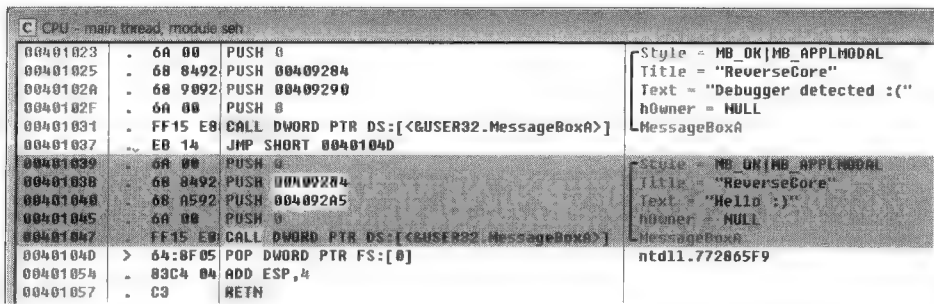 C CPU - main thread, module seh
00401023 . 6A 00 PUSH 0 Style = MB_OK|MB_APPLMODAL
00401025 . 68 8492 PUSH 00409284 Title = "ReverseCore"
0040102A . 68 9092 PUSH 00409290 Text = "Debugger detected :("
0040102F . 6A 00 PUSH 0 hOwner = NULL
00401031 . FF15 E8 CALL DWORD PTR DS:[<&USER32.MessageBoxA>] MessageBoxA
00401037 .. EB 14 JMP SHORT 0040104D
00401039 . 6A 00 PUSH 0 Style = MB_OK|MB_APPLMODAL
0040103B . 68 8492 PUSH 00409284 Title = "ReverseCore"
00401040 . 68 A592 PUSH 004092A5 Text = "Hello :)"
00401045 . 6A 00 PUSH 0 hOwner = NULL
00401047 . FF15 E8 CALL DWORD PTR DS:[<&USER32.MessageBoxA>] MessageBoxA
0040104D > 64:8F05 POP DWORD PTR FS:[0] ntdll.772865F9
00401054 . 83C4 04 ADD ESP,4
00401057 . C3 RETN